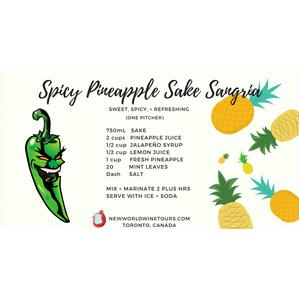 Spicy Pineapple Sake Sangria
SWEET, SPICY, + REFRESHING
(ONE PITCHER)
750mL SAKE
2 cups PINEAPPLE JUICE
1/2 cup JALAPEÑO SYRUP
1/2 cup LEMON JUICE
1 cup FRESH PINEAPPLE
20 MINT LEAVES
Dash SALT
MIX + MARINATE 2 PLUS HRS
SERVE WITH ICE + SODA
NEWWORLDWINETOURS.COM
TORONTO, CANADA